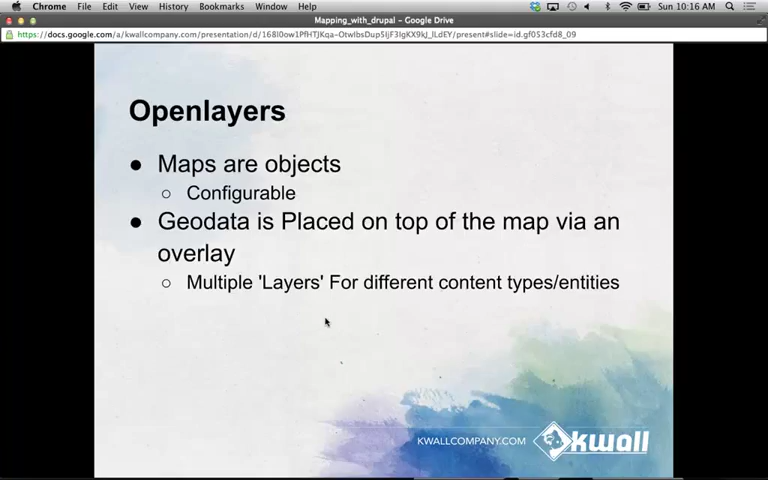 Chrome File Edit View History Bookmarks Window Help Sun 10:16 AM
Mapping_with_drupal – Google Drive
Openlayers
● Maps are objects
○ Configurable
● Geodata is Placed on top of the map via an
overlay
○ Multiple 'Layers' For different content types/entities
KWALLCOMPANY.COM kwall